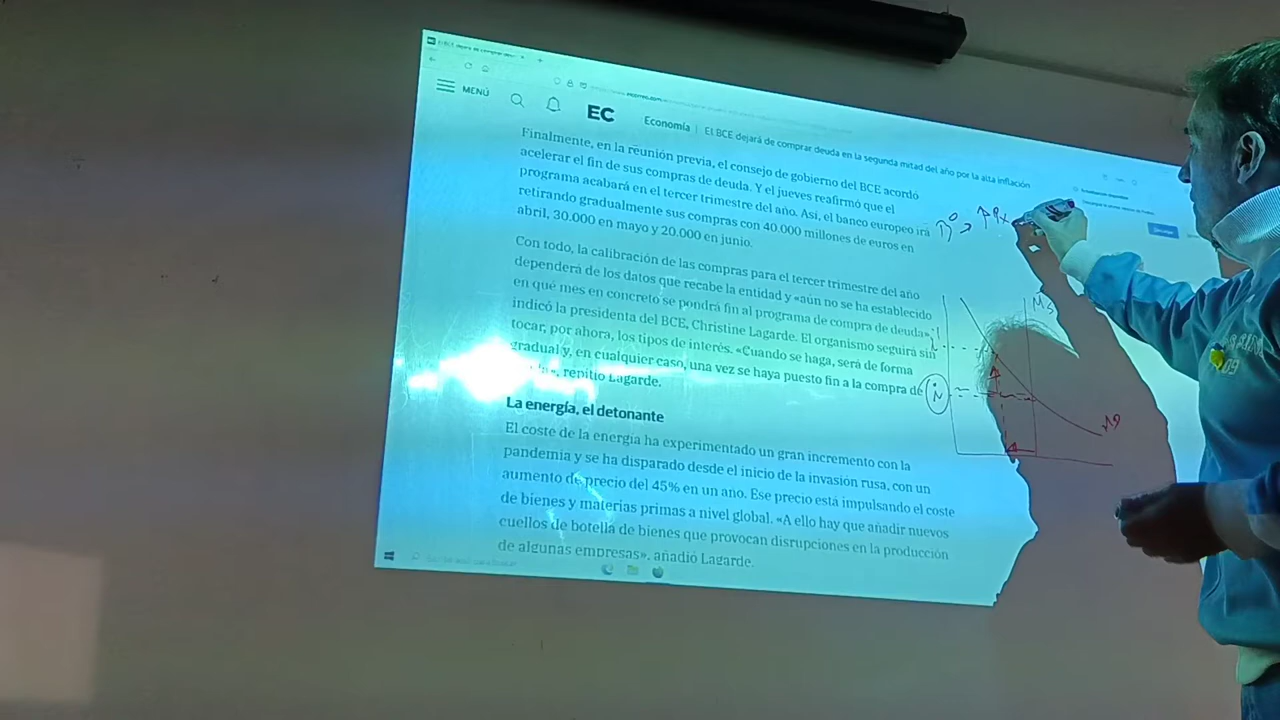 MENÚ
EC
Economía | El BCE dejará de comprar deuda en la segunda mitad del año por la alta inflación
Finalmente, en la reunión previa, el consejo de gobierno del BCE acordó
acelerar el fin de sus compras de deuda. Y el jueves reafirmó que el
programa acabará en el tercer trimestre del año. Así, el banco europeo irá
retirando gradualmente sus compras con 40.000 millones de euros en
abril, 30.000 en mayo y 20.000 en junio.
Con todo, la calibración de las compras para el tercer trimestre del año
dependerá de los datos que recabe la entidad y «aún no se ha establecido
en qué mes en concreto se pondrá fin al programa de compra de deuda»,
indicó la presidenta del BCE, Christine Lagarde. El organismo seguirá sin
tocar, por ahora, los tipos de interés. «Cuando se haga, será de forma
gradual y, en cualquier caso, una vez se haya puesto fin a la compra de
repitió Lagarde.
La energía, el detonante
El coste de la energía ha experimentado un gran incremento con la
pandemia y se ha disparado desde el inicio de la invasión rusa, con un
aumento de precio del 45% en un año. Ese precio está impulsando el coste
de bienes y materias primas a nivel global. «A ello hay que añadir nuevos
cuellos de botella de bienes que provocan disrupciones en la producción
de algunas empresas», añadió Lagarde.